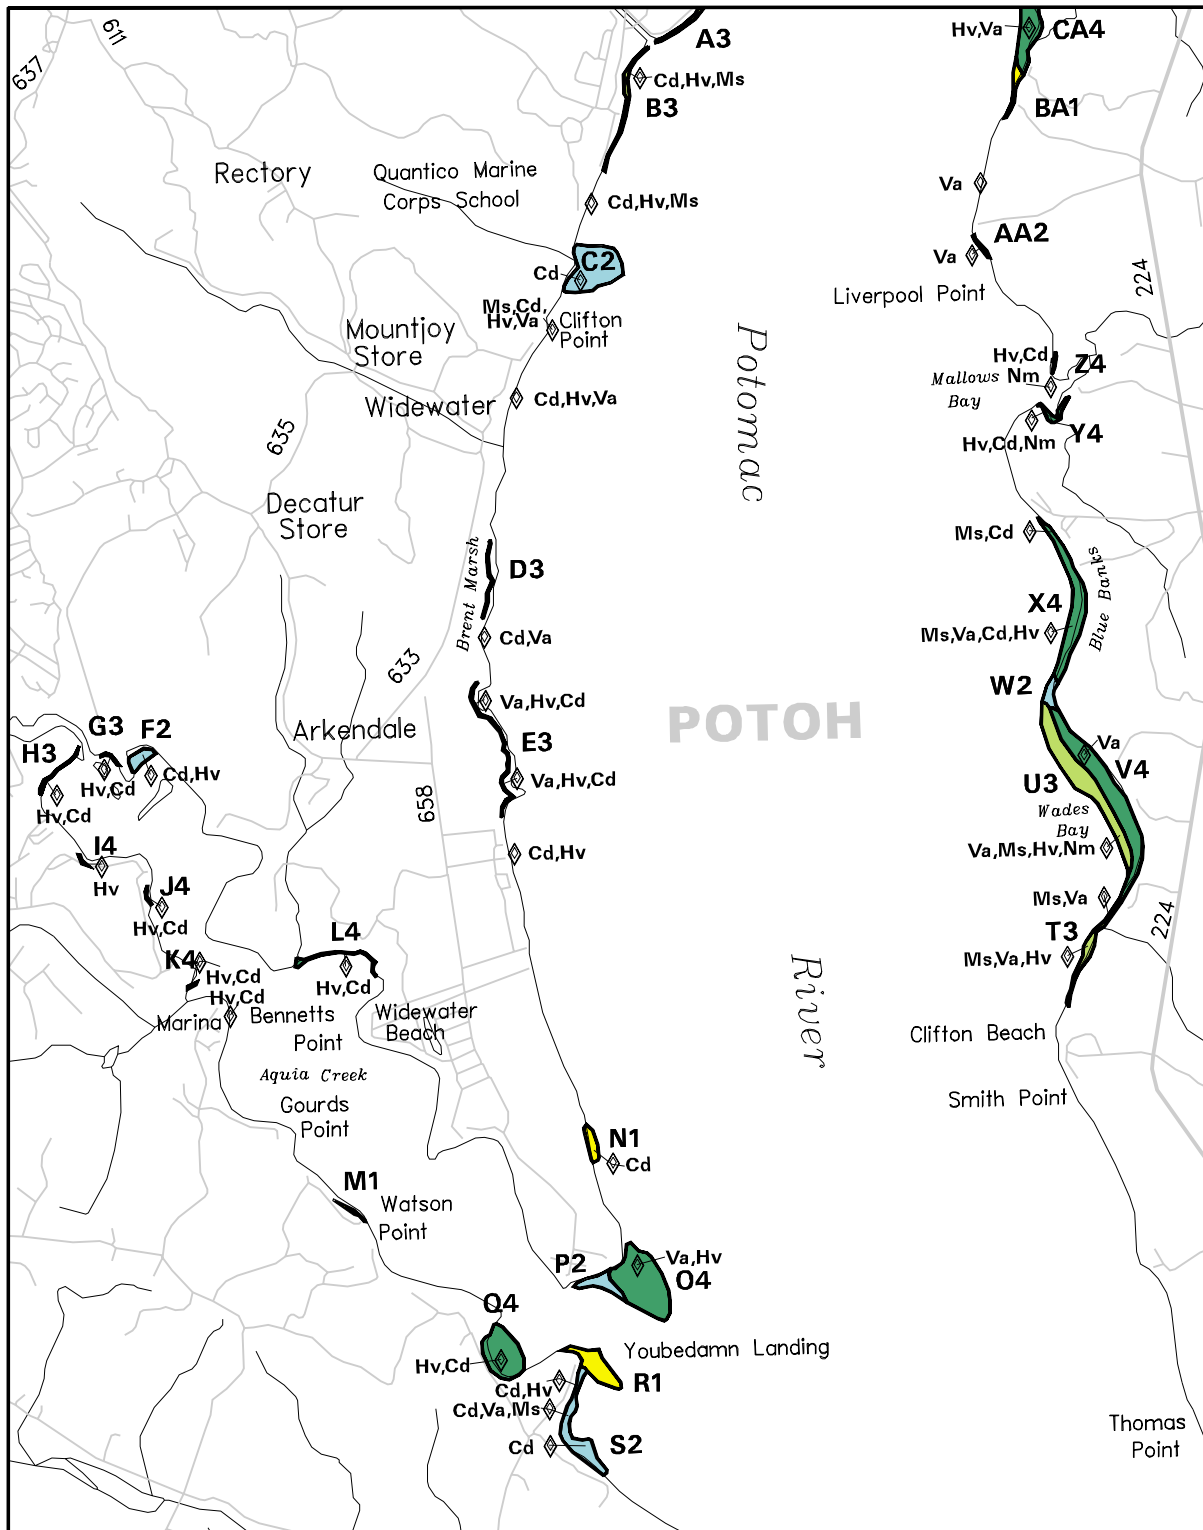 611
A3
Hv,Va
CA4
637
Cd,Hv,Ms
B3
BA1
Rectory
Quantico Marine
Corps School
Va
Cd,Hv,Ms
AA2
Va
C2
Cd
224
Liverpool Point
Ms,Cd,
Hv,Va
Clifton
Point
Mountjoy
Store
Potomac
Hv,Cd
Z4
Nm
Mallows
Bay
Widewater
Cd,Hv,Va
Y4
Hv,Cd,Nm
635
Decatur
Store
Ms,Cd
Brent Marsh
D3
Blue Banks
X4
Cd,Va
Ms,Va,Cd,Hv
633
W2
Va,Hv,Cd
POTOH
G3
F2
Arkendale
H3
E3
Va
V4
Cd,Hv
Hv,Cd
Va,Hv,Cd
U3
658
Hv,Cd
Wades
Bay
I4
Cd,Hv
Va,Ms,Hv,Nm
Hv
J4
Ms,Va
Hv,Cd
224
L4
T3
K4
Ms,Va,Hv
Hv,Cd
Hv,Cd
Hv,Cd
River
Marina
Bennetts
Point
Widewater
Beach
Clifton Beach
Aquia Creek
Gourds
Point
Smith Point
N1
Cd
M1
Watson
Point
P2
Va,Hv
O4
Q4
Youbedamn Landing
Hv,Cd
R1
Cd,Hv
Cd,Va,Ms
Cd
S2
Thomas
Point